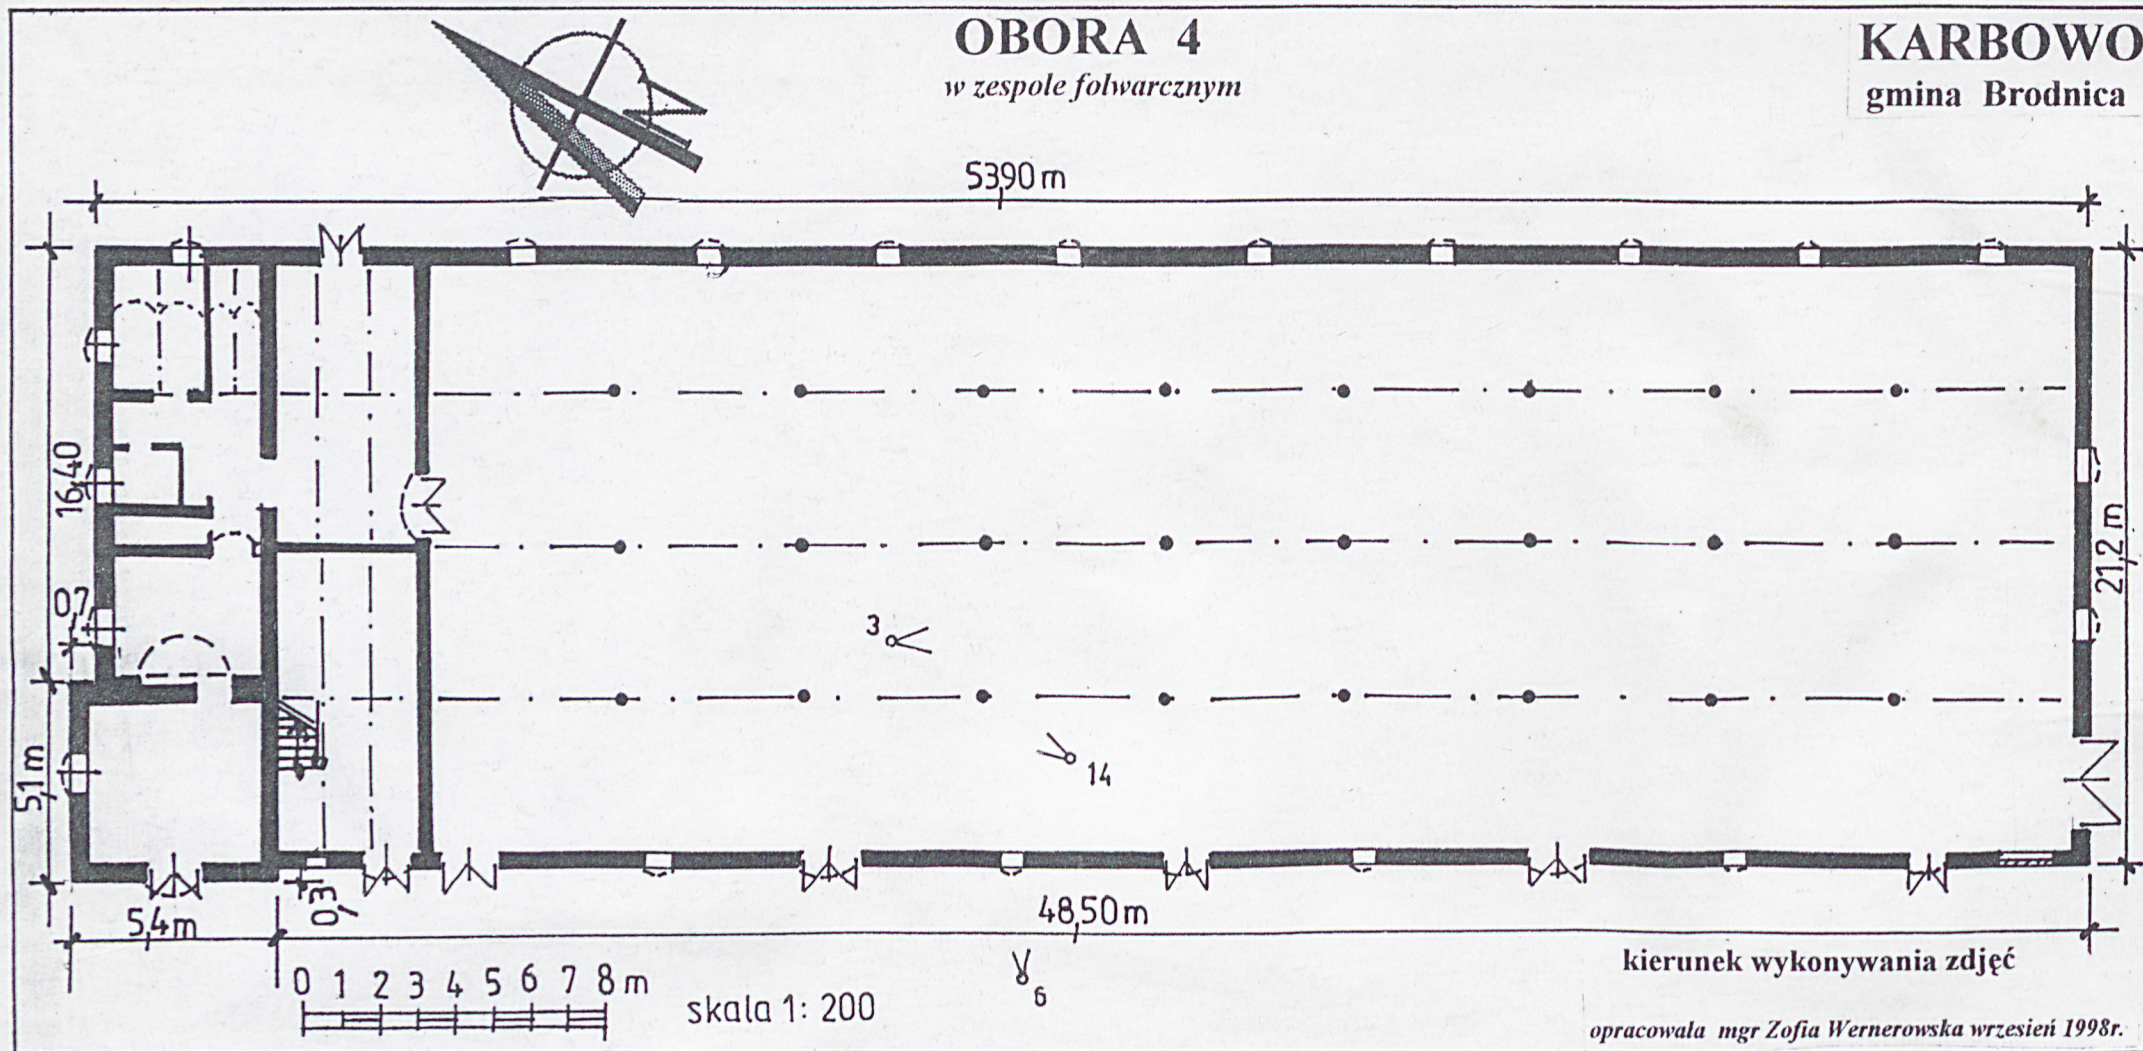 OBORA 4
w zespole folwarcznym
KARBOWO
gmina Brodnica
53,90 m
16,40
0,7
5,1 m
21,2 m
3
14
5,4 m
0,3
48,50 m
0 1 2 3 4 5 6 7 8 m
skala 1: 200
6
kierunek wykonywania zdjęć
opracowala mgr Zofia Wernerowska wrzesień 1998r.